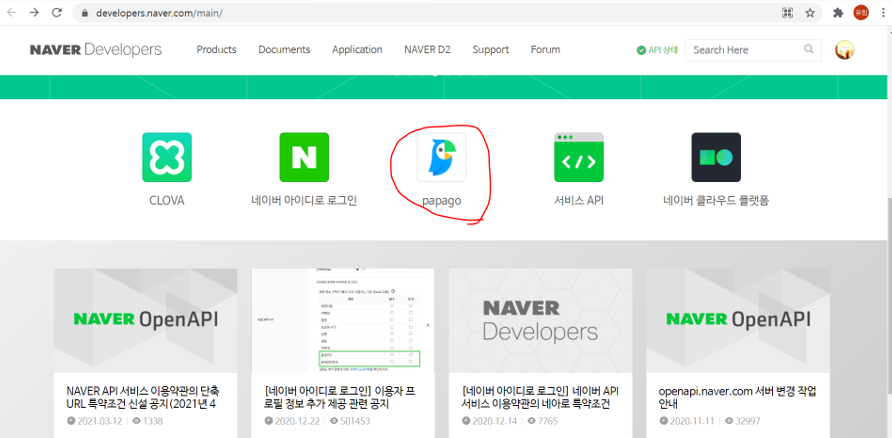 developers.naver.com/main/
유림
NAVER Developers
Products
Documents
Application
NAVER D2
Support
Forum
API 상태
Search Here
CLOVA
N
네이버 아이디로 로그인
papago
서비스 API
네이버 클라우드 플랫폼
NAVER OpenAPI
NAVER
Developers
NAVER OpenAPI
NAVER API 서비스 이용약관의 단축
URL 특약조건 신설 공지(2021년 4
2021.03.12
1338
[네이버 아이디로 로그인] 이용자 프
로필 정보 추가 제공 관련 공지
2020.12.22
501453
[네이버 아이디로 로그인] 네이버 API
서비스 이용약관의 네아로 특약조건
2020.12.14
7765
openapi.naver.com 서버 변경 작업
안내
2020.11.11
32997